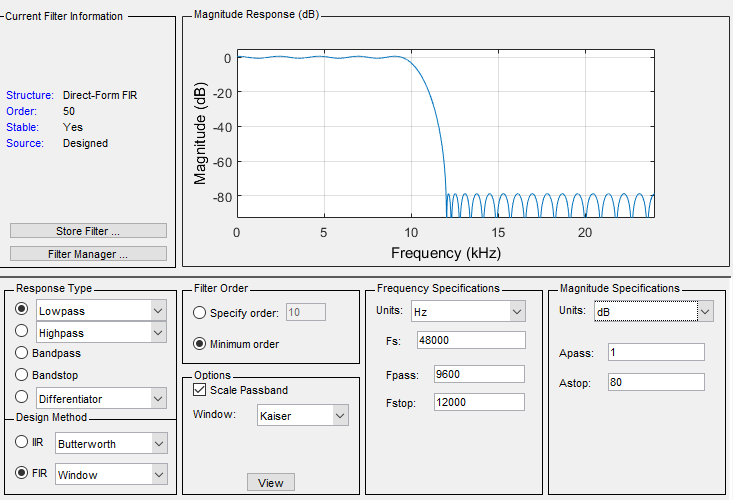 Current Filter Information
Structure: Direct-Form FIR
Order: 50
Stable: Yes
Source: Designed
Store Filter ...
Filter Manager ...
Magnitude Response (dB)
Magnitude (dB)
0
-20
-40
-60
-80
0 5 10 15 20
Frequency (kHz)
Response Type
Lowpass
Highpass
Bandpass
Bandstop
Differentiator
Design Method
IIR Butterworth
FIR Window
Filter Order
Specify order: 10
Minimum order
Options
Scale Passband
Window: Kaiser
View
Frequency Specifications
Units: Hz
Fs: 48000
Fpass: 9600
Fstop: 12000
Magnitude Specifications
Units: dB
Apass: 1
Astop: 80